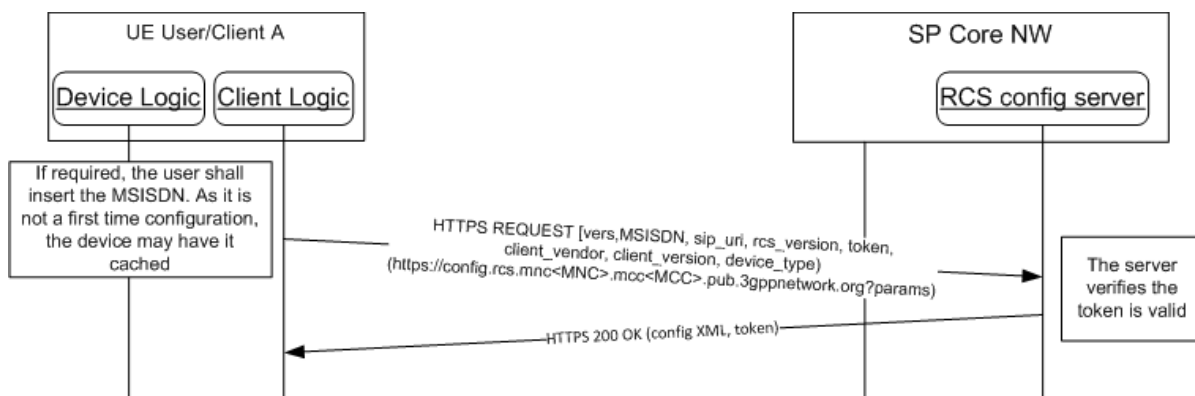 UE User/Client A
SP Core NW
Device Logic
Client Logic
RCS config server
If required, the user shall
insert the MSISDN. As it is
not a first time configuration,
the device may have it
cached
HTTPS REQUEST [vers,MSISDN, sip_uri, rcs_version, token,
client_vendor, client_version, device_type)
(https://config.rcs.mnc<MNC>.mcc<MCC>.pub.3gppnetwork.org?params)
The server
verifies the
token is valid
HTTPS 200 OK (config XML, token)